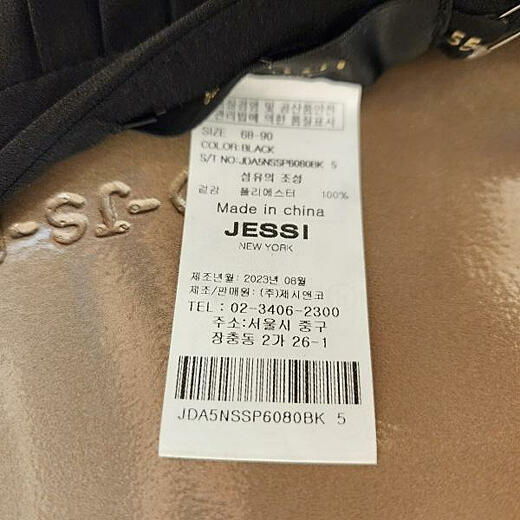 품질경영 및 공산품안전
관리법에 의한 품질표시
SIZE 68-90
COLOR:BLACK
S/T NO:JDA5NSSP6080BK 5
섬유의 조성
겉감 폴리에스터 100%
Made in china
JESSI
NEW YORK
제조년월: 2023년 08월
제조/판매원: (주)제시앤코
TEL : 02-3406-2300
주소:서울시 중구
장충동 2가 26-1
JDA5NSSP6080BK 5
55